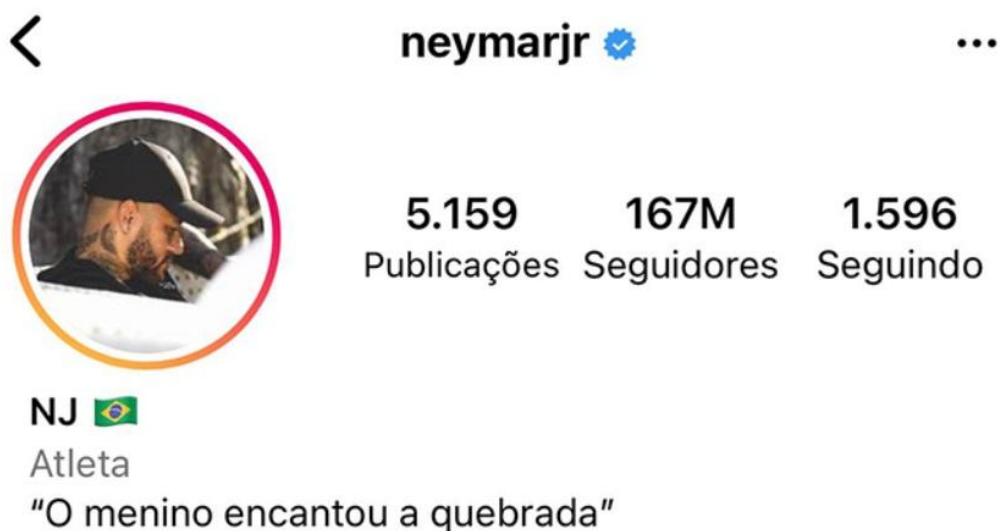 neymarjr
5.159 167M 1.596
Publicações Seguidores Seguindo
NJ 🇧🇷
Atleta
“O menino encantou a quebrada”